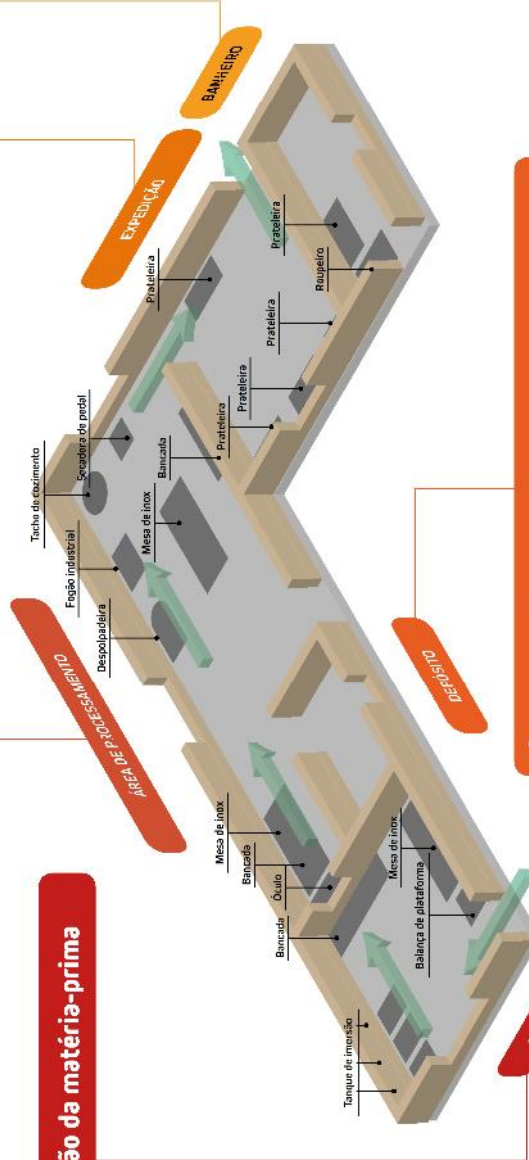 BANHEIRO
EXPEDIÇÃO
Prateleira
Prateleira
Roupeiro
Prateleira
Prateleira
Prateleira
Tacho de cozimento
Secadora de pedal
Bancada
Mesa de inox
Fogão industrial
Despolpadeira
ÁREA DE PROCESSAMENTO
DEPÓSITO
Mesa de inox
Bancada
Óculo
Bancada
Mesa de inox
Balança de plataforma
Tanque de imersão
ão da matéria-prima